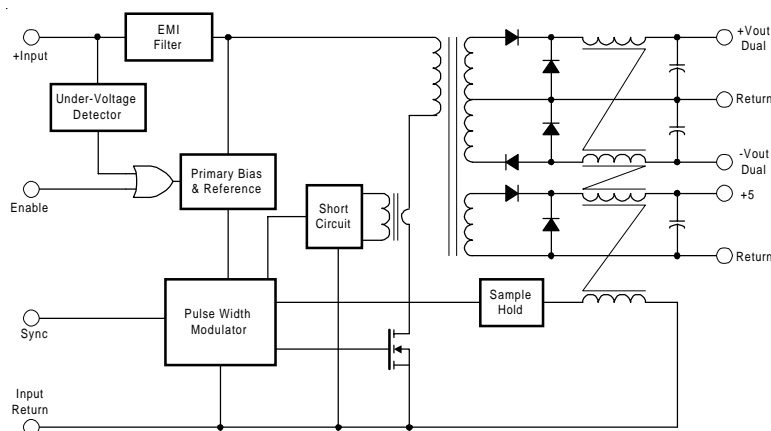 EMI
Filter
+Input
+Vout
Dual
Under-Voltage
Detector
Return
-Vout
Dual
Primary Bias
& Reference
Enable
Short
Circuit
+5
Return
Pulse Width
Modulator
Sample
Hold
Sync
Input
Return